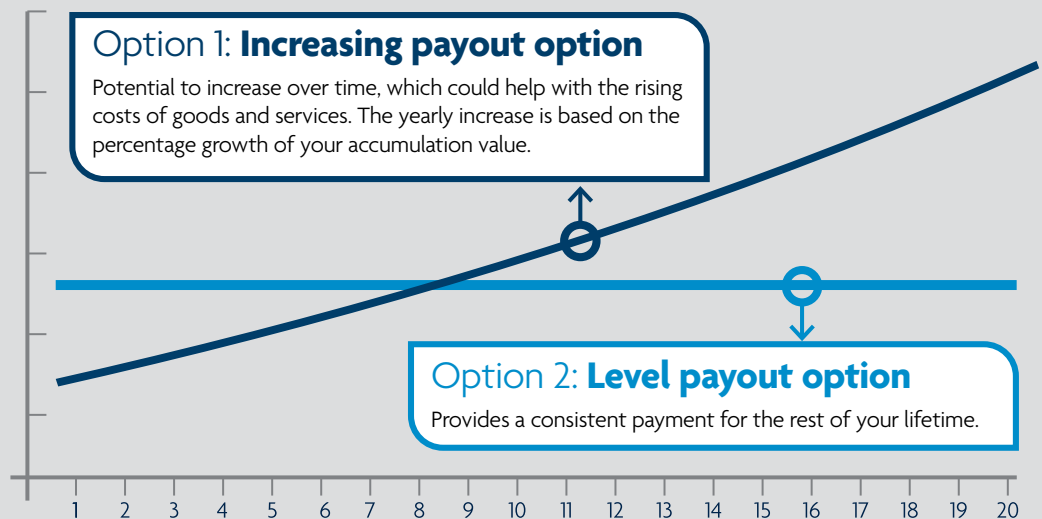 Option 1: Increasing payout option
Potential to increase over time, which could help with the rising
costs of goods and services. The yearly increase is based on the
percentage growth of your accumulation value.
Option 2: Level payout option
Provides a consistent payment for the rest of your lifetime.
1 2 3 4 5 6 7 8 9 10 11 12 13 14 15 16 17 18 19 20